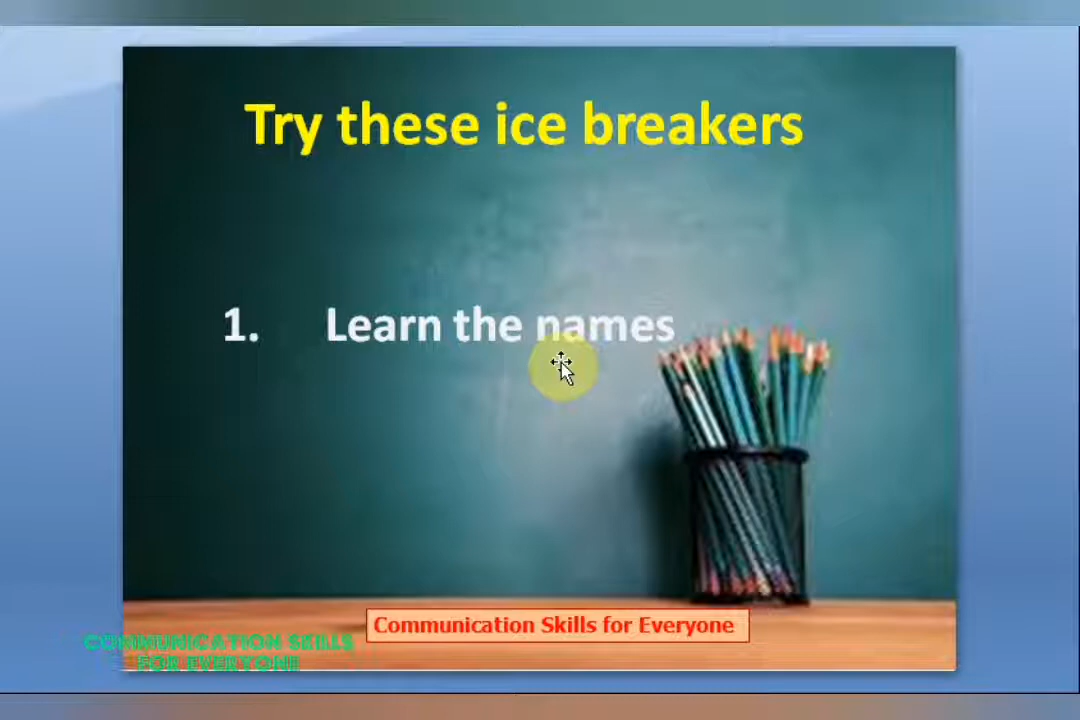 Try these ice breakers
1. Learn the names
Communication Skills for Everyone
COMMUNICATION SKILLS
FOR EVERYONE